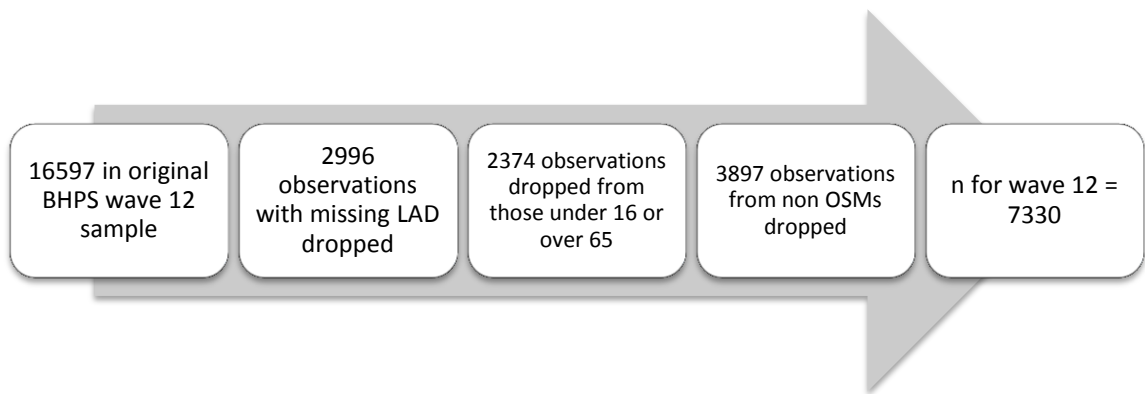 16597 in original
BHPS wave 12
sample
2996
observations
with missing LAD
dropped
2374 observations
dropped from
those under 16 or
over 65
3897 observations
from non OSMs
dropped
n for wave 12 =
7330